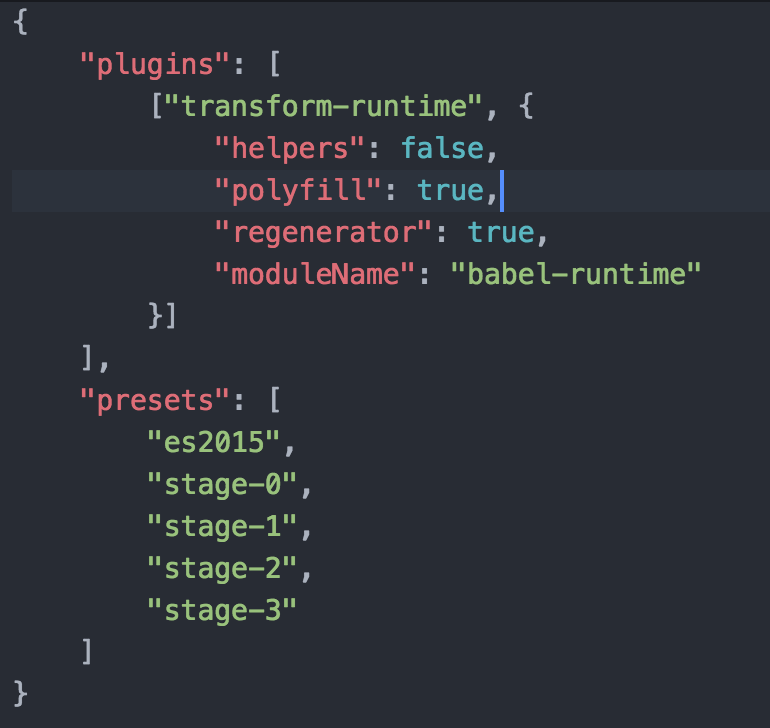 {
    "plugins": [
        ["transform-runtime", {
            "helpers": false,
            "polyfill": true,
            "regenerator": true,
            "moduleName": "babel-runtime"
        }]
    ],
    "presets": [
        "es2015",
        "stage-0",
        "stage-1",
        "stage-2",
        "stage-3"
    ]
}